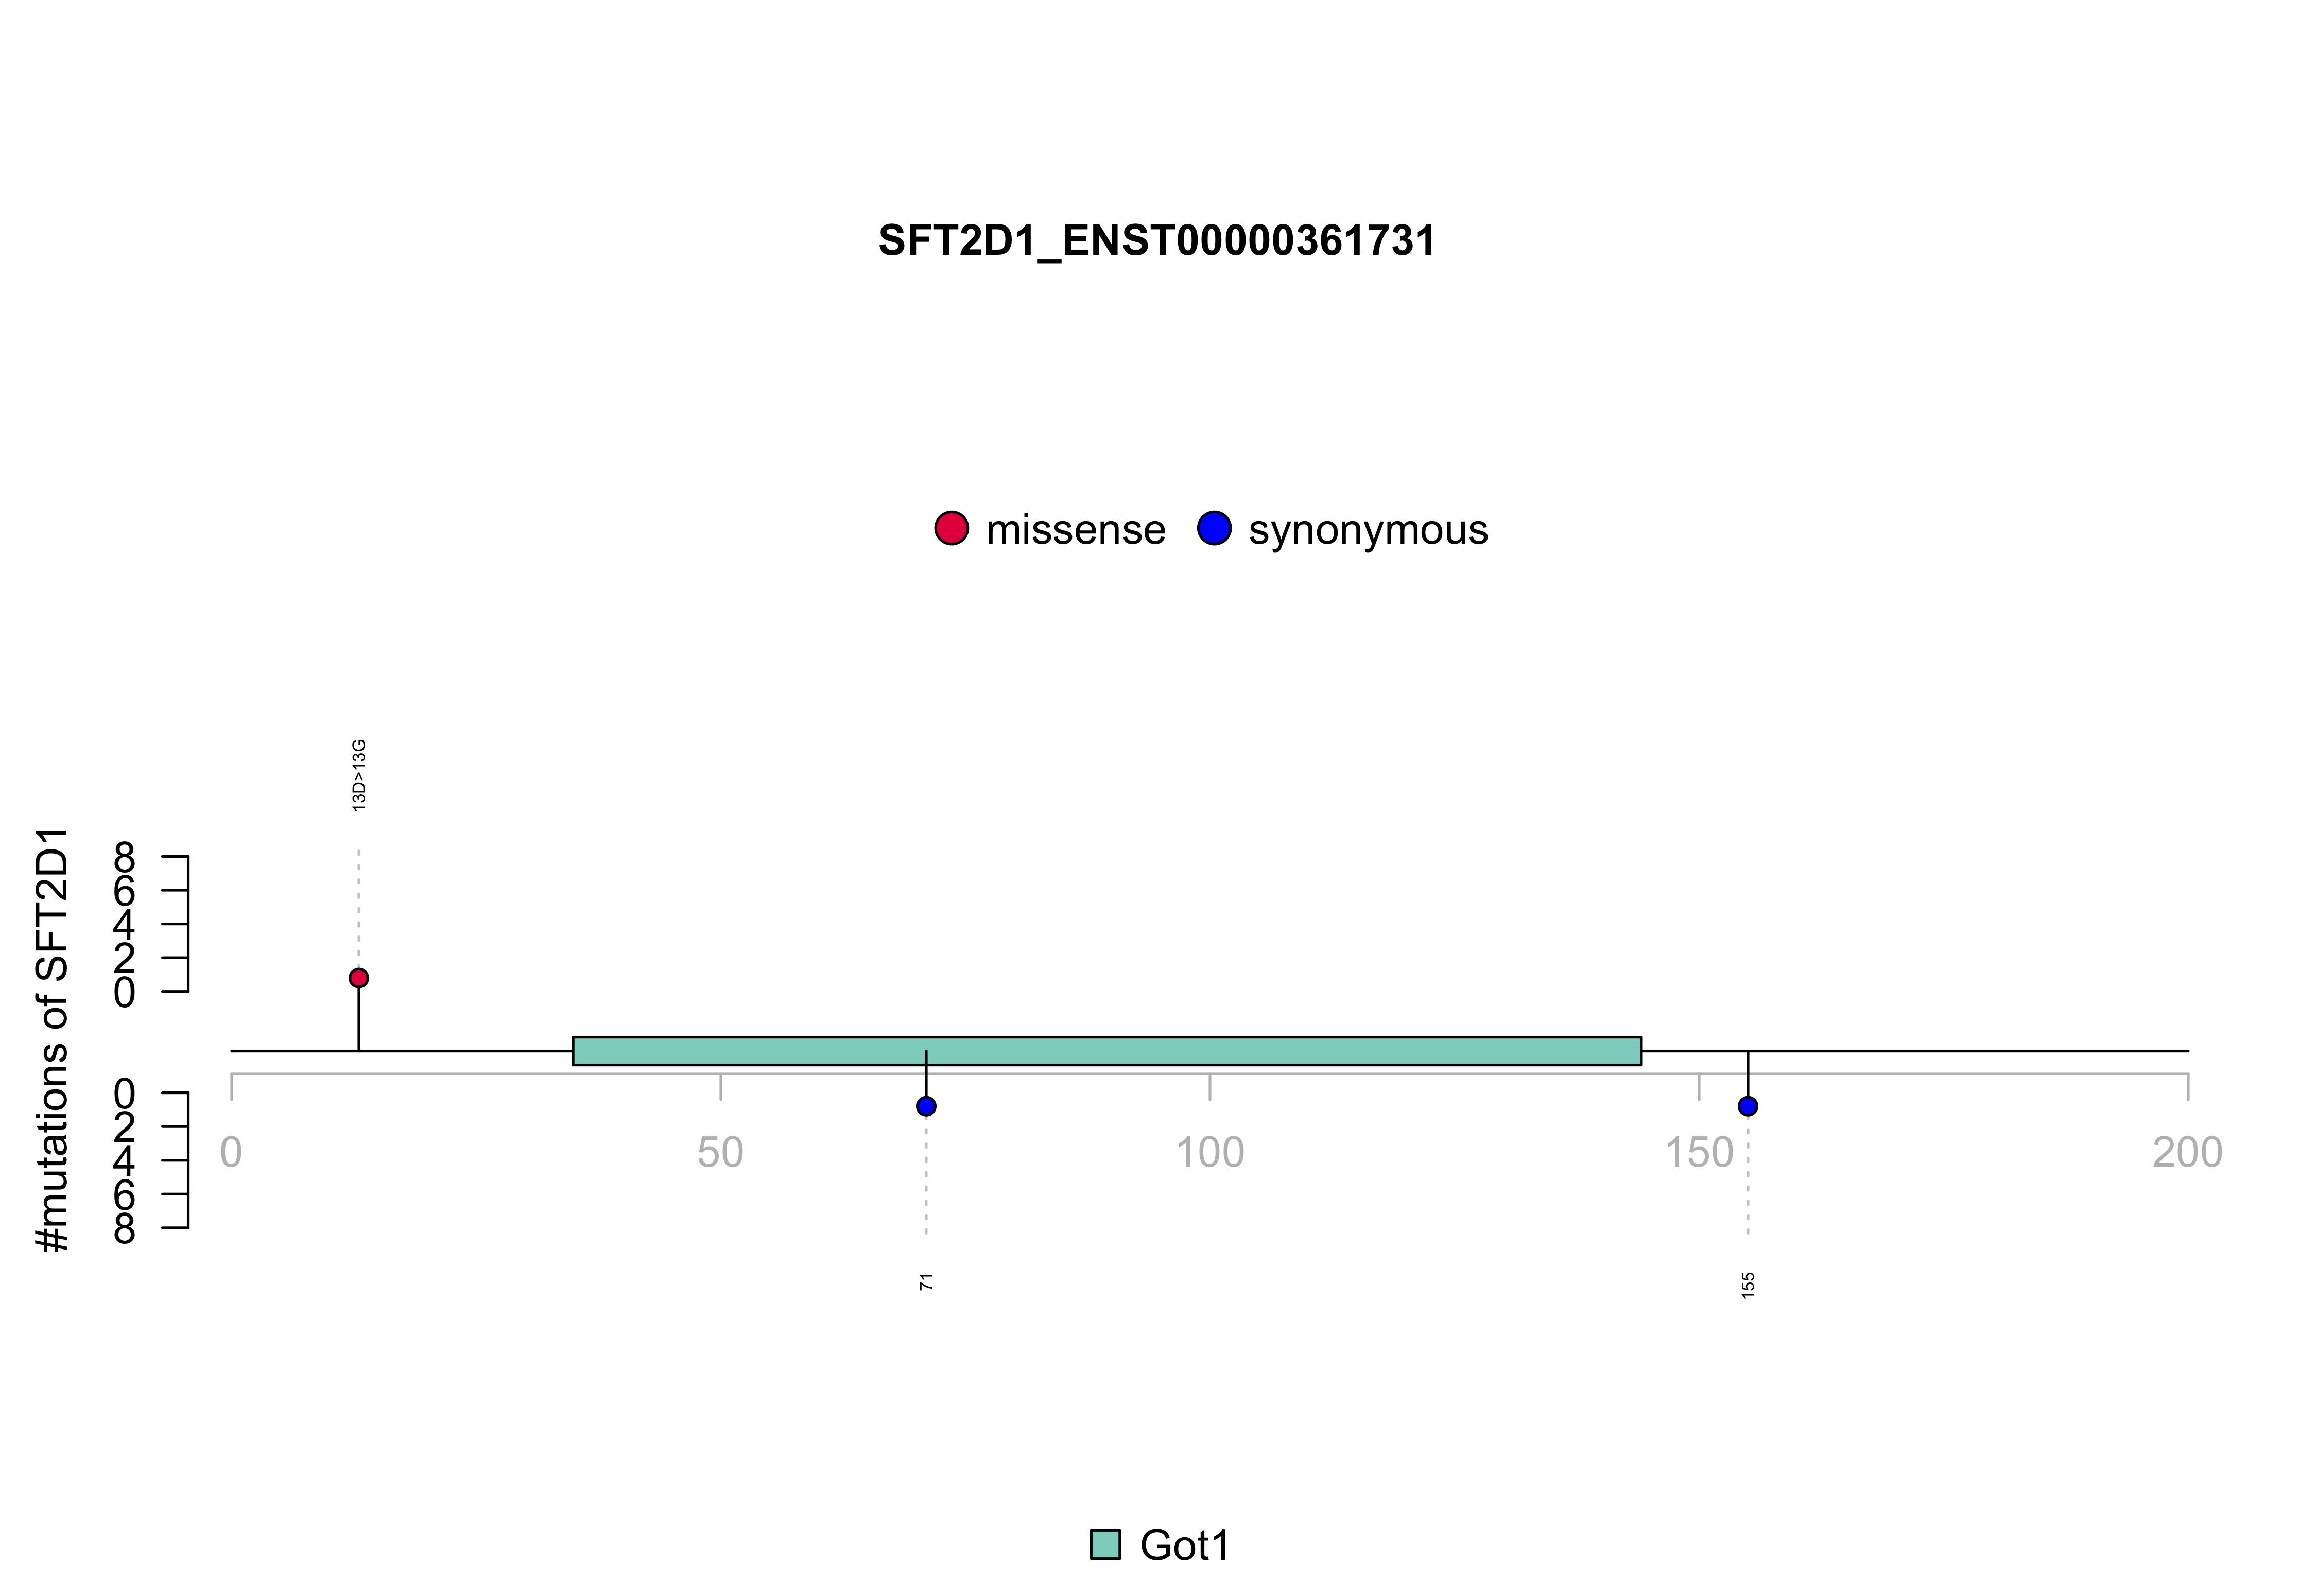 SFT2D1_ENST00000361731
missense synonymous
13D>13G
#mutations of SFT2D1
8
6
4
2
0
0
2
4
6
8
0 50 100 150 200
71 155
Got1